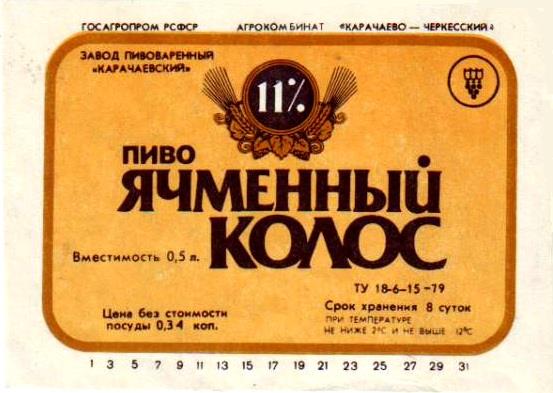 ГОСАГРОПРОМ РСФСР АГРОКОМБИНАТ «КАРАЧАЕВО — ЧЕРКЕССКИЙ»
ЗАВОД ПИВОВАРЕННЫЙ
«КАРАЧАЕВСКИЙ»
11%
ПИВО
ЯЧМЕННЫЙ
КОЛОС
Вместимость 0,5 л.
ТУ 18-6-15-79
Цена без стоимости
посуды 0,34 коп.
Срок хранения 8 суток
ПРИ ТЕМПЕРАТУРЕ
НЕ НИЖЕ 2°С И НЕ ВЫШЕ 12°С
1 3 5 7 9 11 13 15 17 19 21 23 25 27 29 31